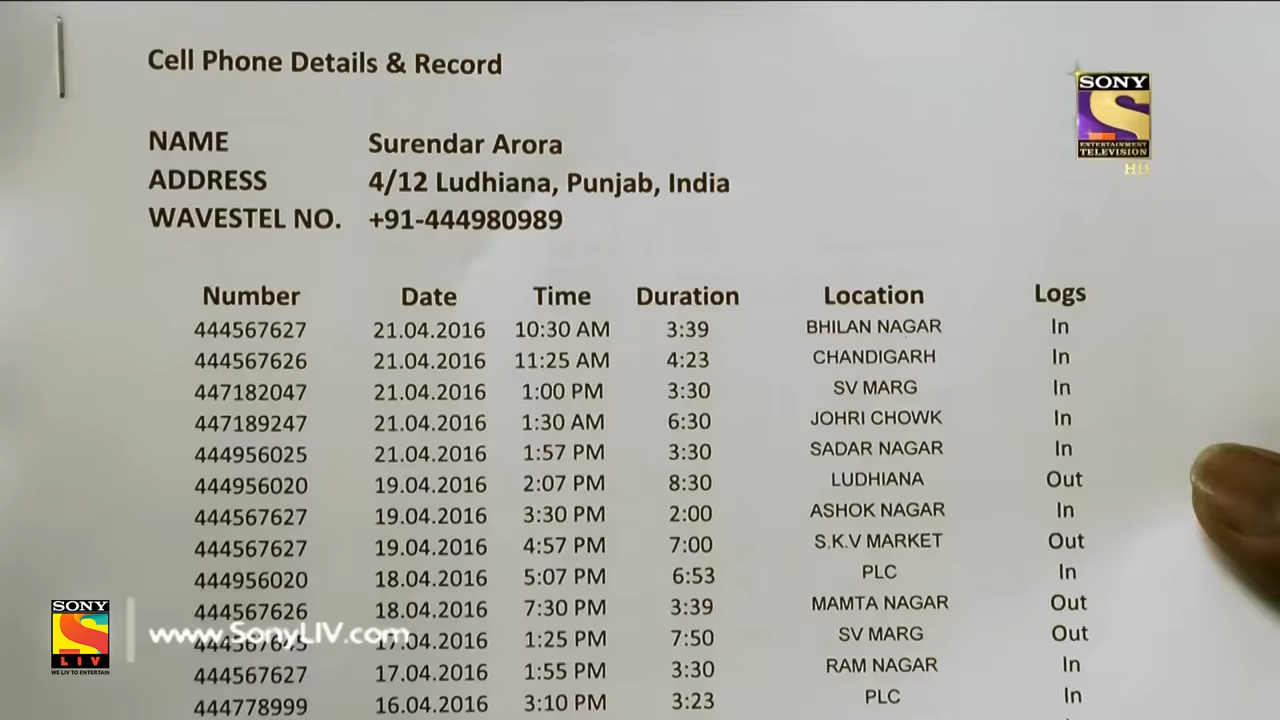 Cell Phone Details & Record
SONY
ENTERTAINMENT
TELEVISION
HD
NAME Surendar Arora
ADDRESS 4/12 Ludhiana, Punjab, India
WAVESTEL NO. +91-444980989
Number Date Time Duration Location Logs
444567627 21.04.2016 10:30 AM 3:39 BHILAN NAGAR In
444567626 21.04.2016 11:25 AM 4:23 CHANDIGARH In
447182047 21.04.2016 1:00 PM 3:30 SV MARG In
447189247 21.04.2016 1:30 AM 6:30 JOHRI CHOWK In
444956025 21.04.2016 1:57 PM 3:30 SADAR NAGAR In
444956020 19.04.2016 2:07 PM 8:30 LUDHIANA Out
444567627 19.04.2016 3:30 PM 2:00 ASHOK NAGAR In
444567627 19.04.2016 4:57 PM 7:00 S.K.V MARKET Out
444956020 18.04.2016 5:07 PM 6:53 PLC In
444567626 18.04.2016 7:30 PM 3:39 MAMTA NAGAR Out
444567645 17.04.2016 1:25 PM 7:50 SV MARG Out
444567627 17.04.2016 1:55 PM 3:30 RAM NAGAR In
444778999 16.04.2016 3:10 PM 3:23 PLC In
SONY
LIV
WE LIV TO ENTERTAIN
www.SonyLIV.com